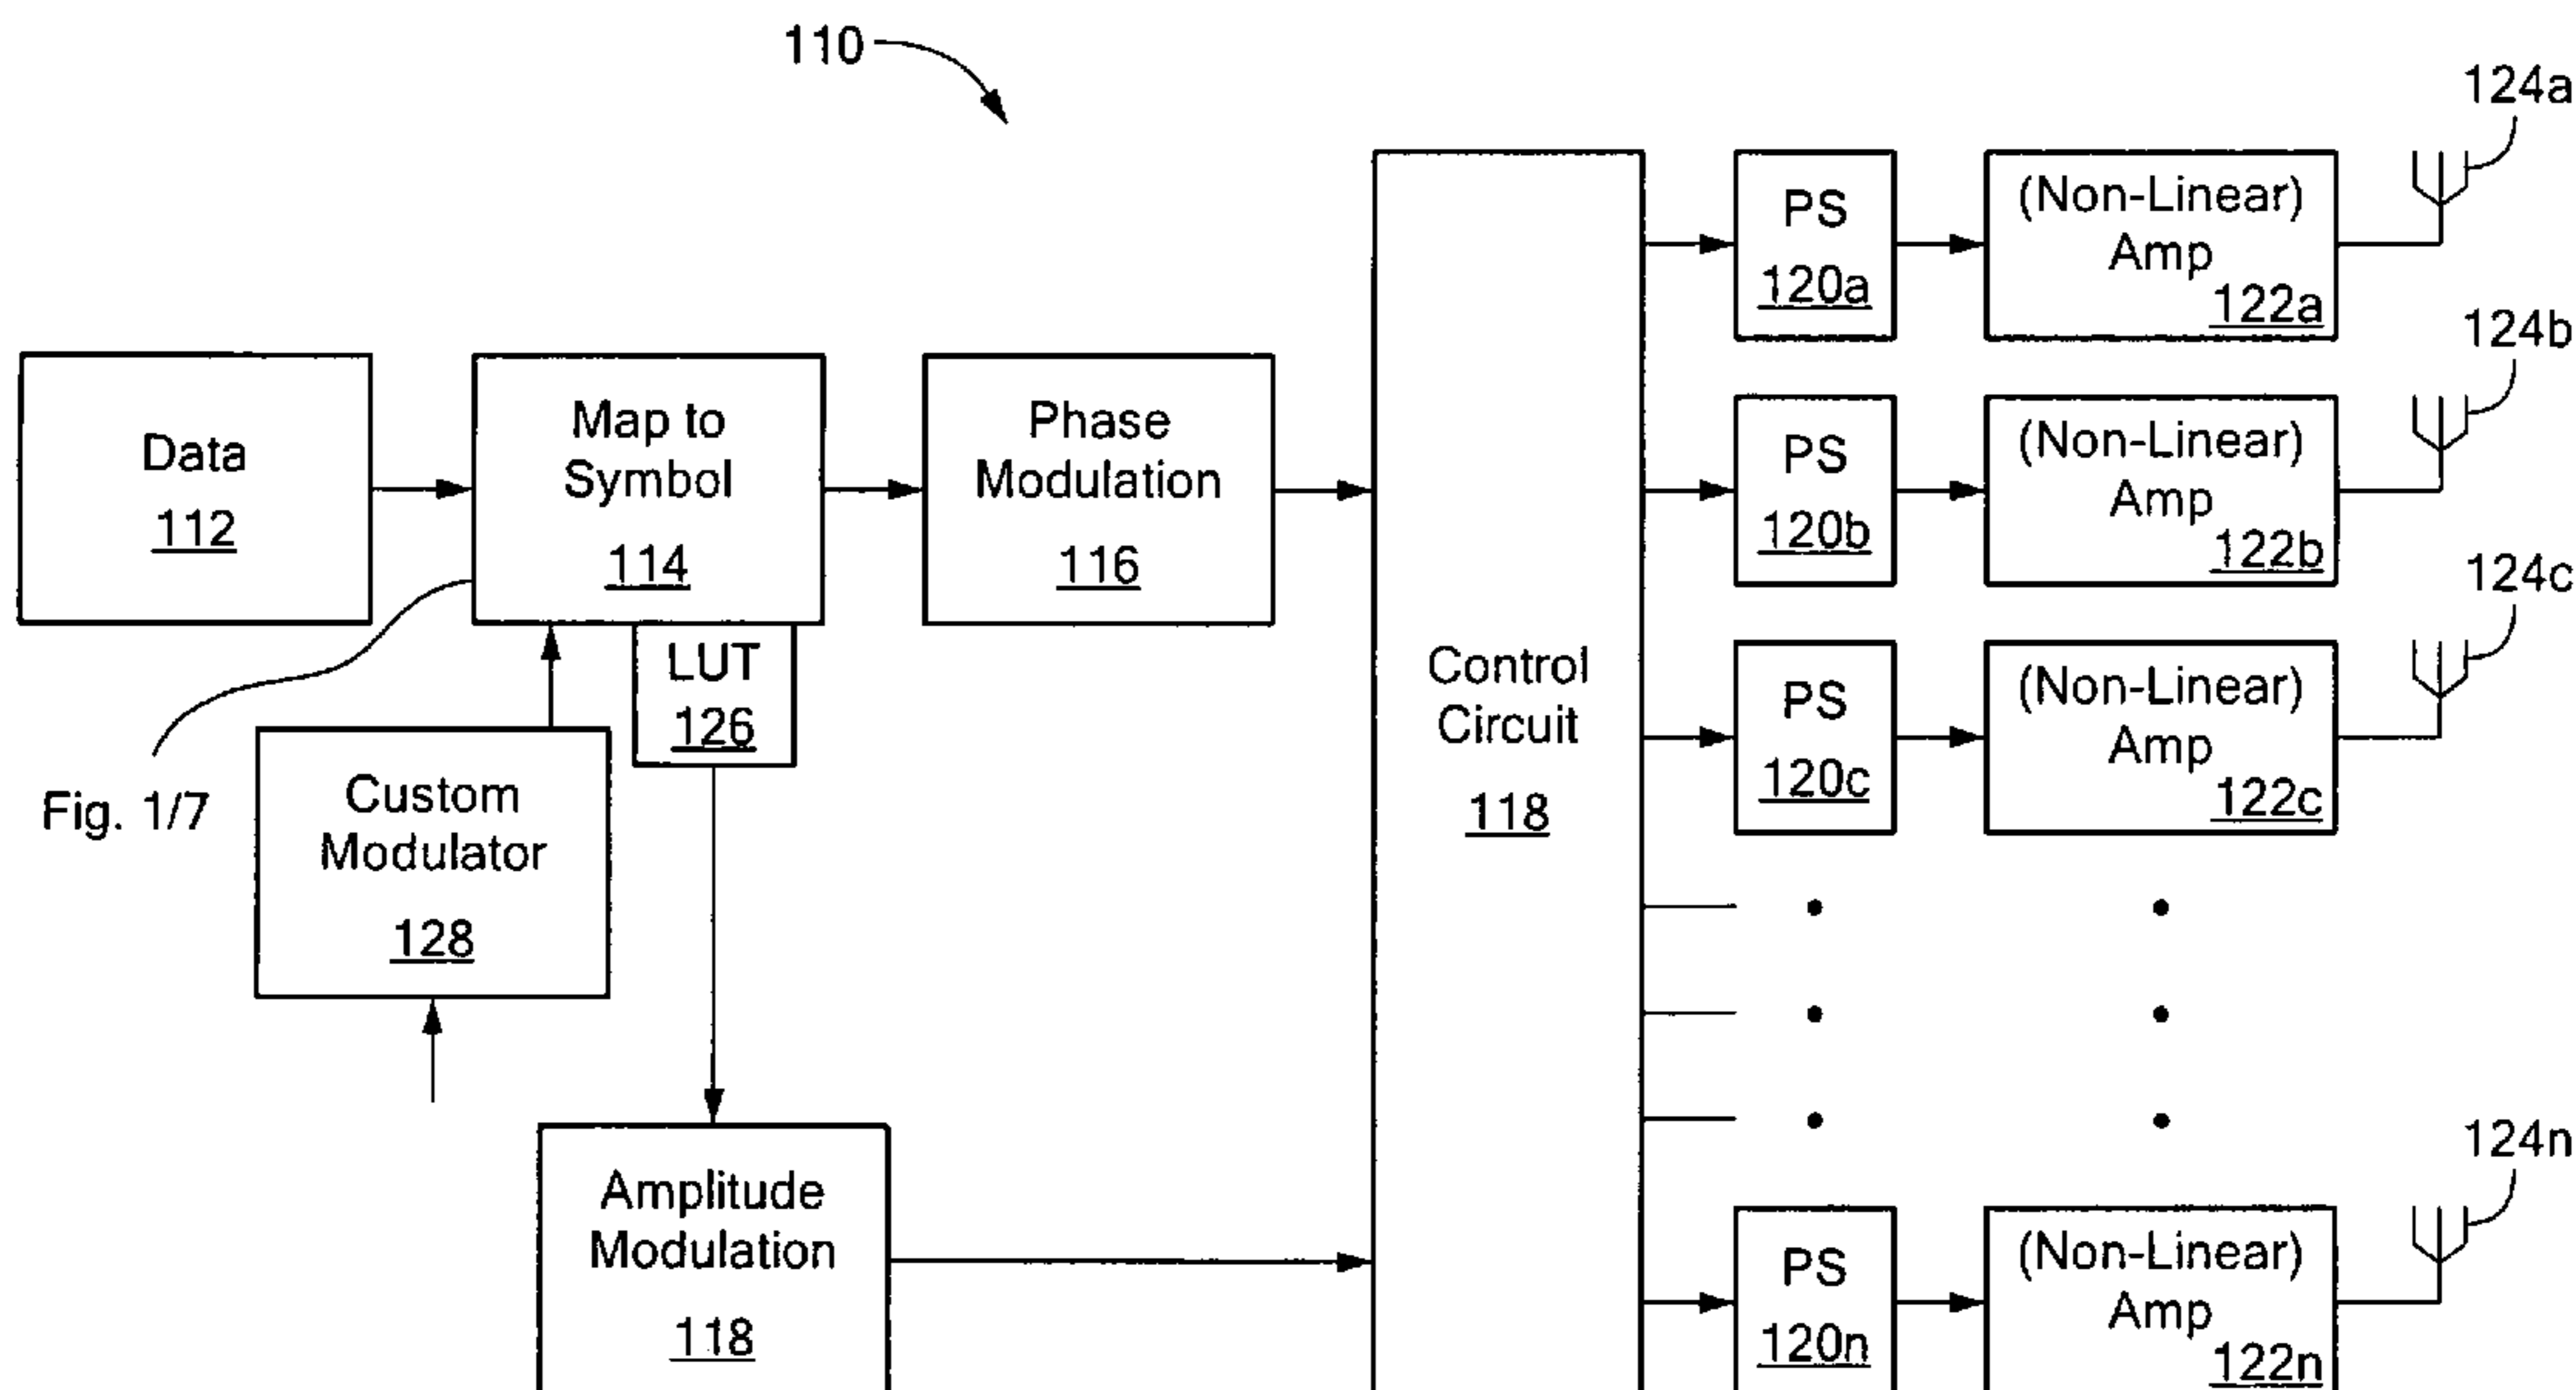 110
124a
PS
120a
(Non-Linear)
Amp
122a
124b
Data
112
Map to
Symbol
114
Phase
Modulation
116
PS
120b
(Non-Linear)
Amp
122b
124c
LUT
126
Control
Circuit
118
PS
120c
(Non-Linear)
Amp
122c
Fig. 1/7
Custom
Modulator
128
124n
Amplitude
Modulation
118
PS
120n
(Non-Linear)
Amp
122n